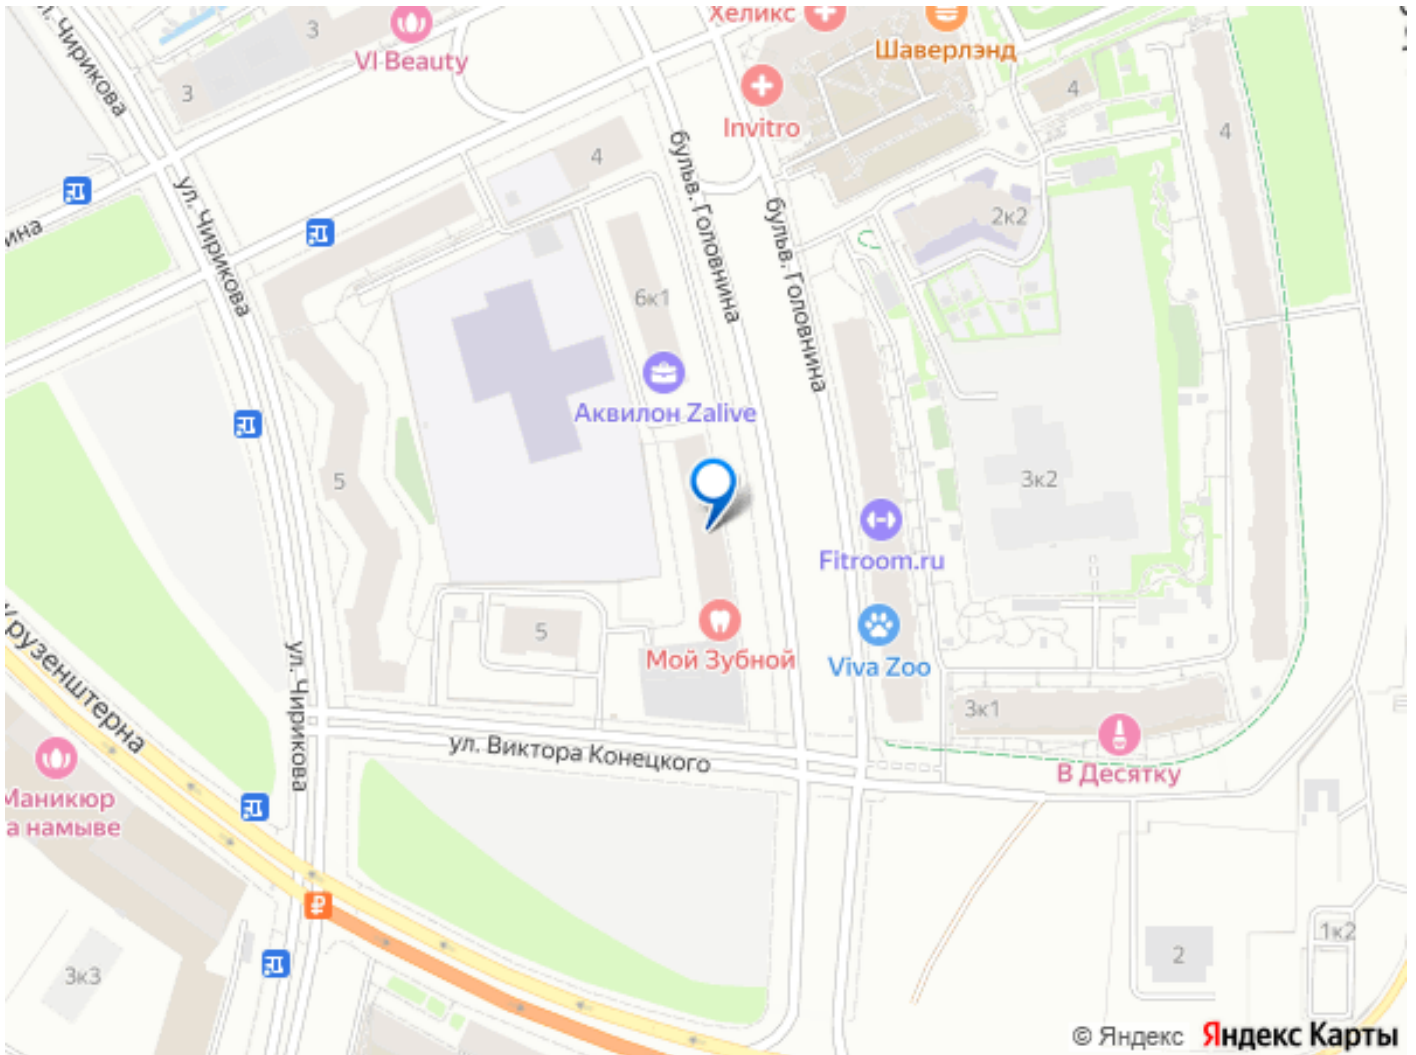 Хеликс
3
VI Beauty
Шаверлэнд
ул. Чирикова
3
4
Invitro
4
4
бульв. Головнина
ул. Чирикова
бульв. Головнина
2к2
6к1
Аквилон Zalive
5
3к2
Fitroom.ru
5
Мой Зубной
Viva Zoo
Крузенштерна
ул. Чирикова
3к1
ул. Виктора Конецкого
В Десятку
Маникюр
а намыве
1к2
2
3к3
© Яндекс Яндекс Карты